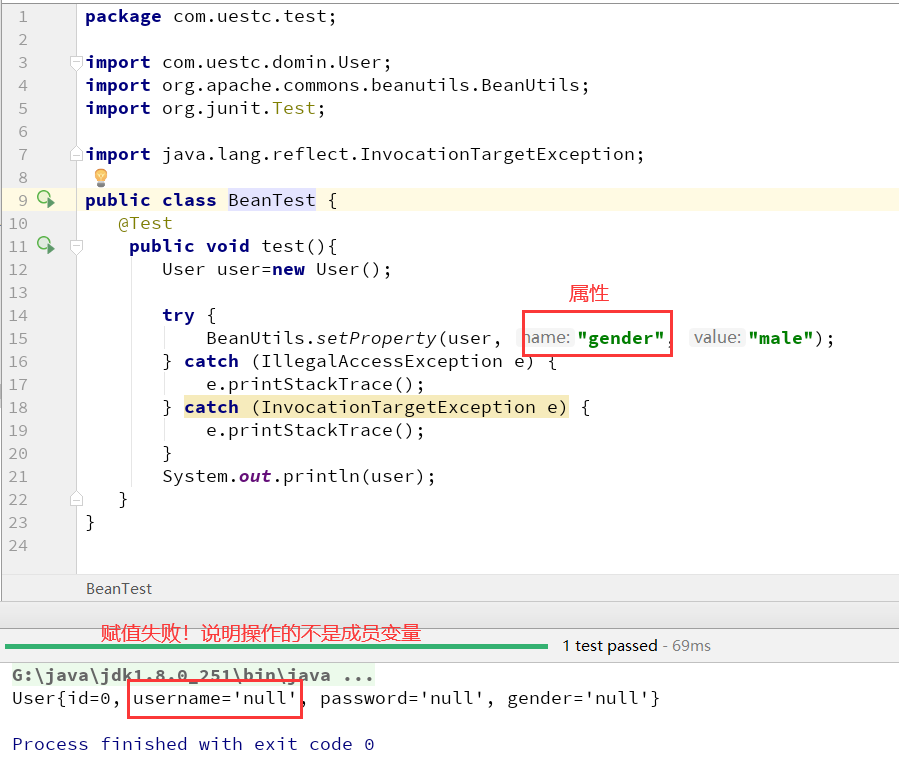 1 package com.uestc.test;
2
3 import com.uestc.domin.User;
4 import org.apache.commons.beanutils.BeanUtils;
5 import org.junit.Test;
6
7 import java.lang.reflect.InvocationTargetException;
8
9 public class BeanTest {
10 @Test
11 public void test(){
12 User user=new User();
13
属性
14 try {
15 BeanUtils.setProperty(user, name: "gender", value: "male");
16 } catch (IllegalAccessException e) {
17 e.printStackTrace();
18 } catch (InvocationTargetException e) {
19 e.printStackTrace();
20 }
21 System.out.println(user);
22 }
23 }
24
BeanTest
赋值失败！说明操作的不是成员变量
1 test passed - 69ms
G:\java\jdk1.8.0_251\bin\java ...
User{id=0, username='null', password='null', gender='null'}
Process finished with exit code 0